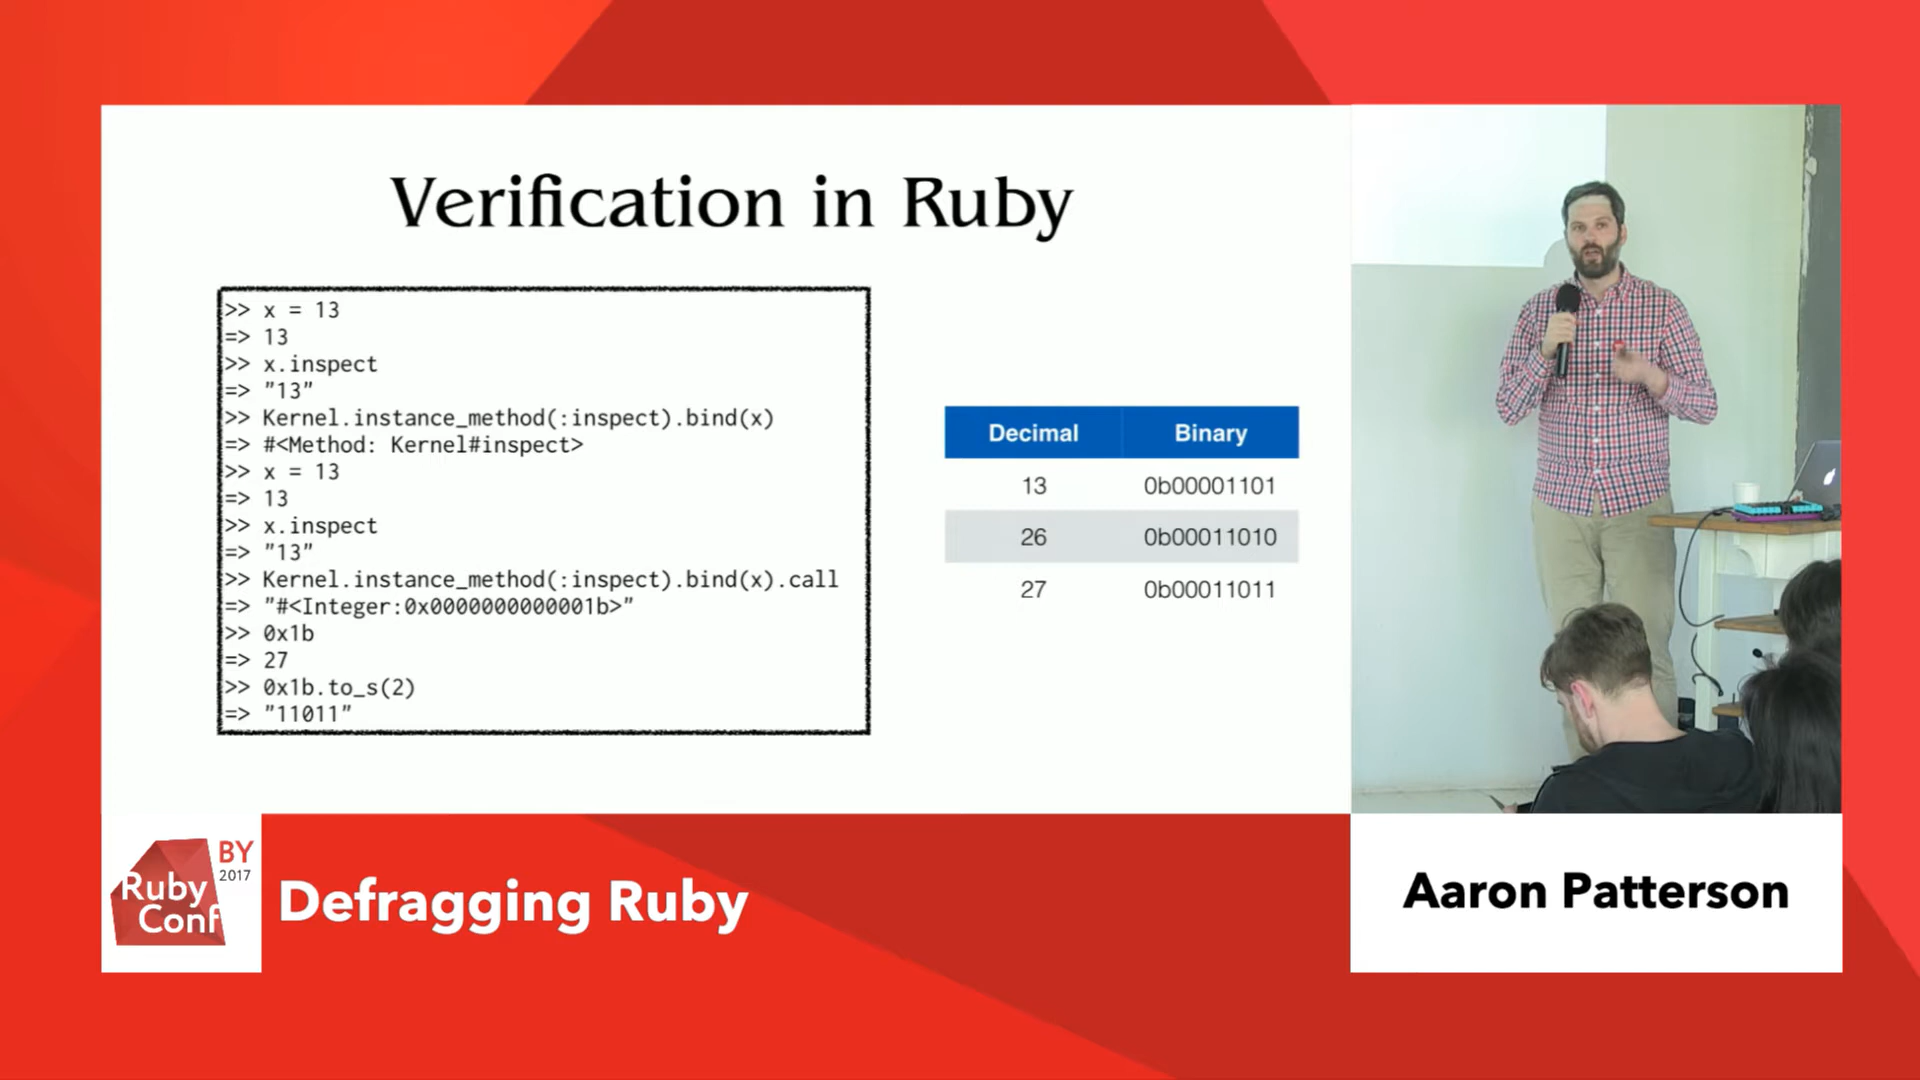 Verification in Ruby
>> x = 13
=> 13
>> x.inspect
=> "13"
>> Kernel.instance_method(:inspect).bind(x)
=> #<Method: Kernel#inspect>
>> x = 13
=> 13
>> x.inspect
=> "13"
>> Kernel.instance_method(:inspect).bind(x).call
=> "#<Integer:0x0000000000001b>"
>> 0x1b
=> 27
>> 0x1b.to_s(2)
=> "11011"
Decimal Binary
13 0b00001101
26 0b00011010
27 0b00011011
Ruby
Conf
BY
2017
Defragging Ruby
Aaron Patterson